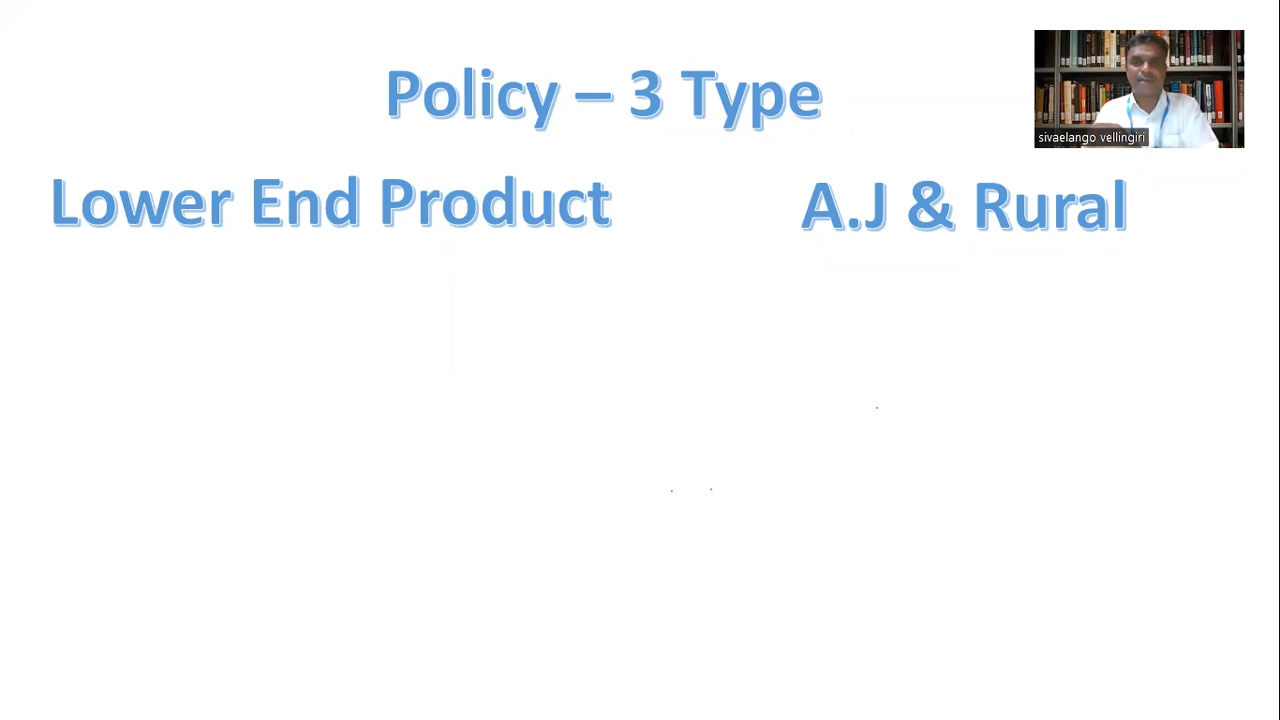 Policy – 3 Type
sivaelango vellingiri
Lower End Product
A.J & Rural